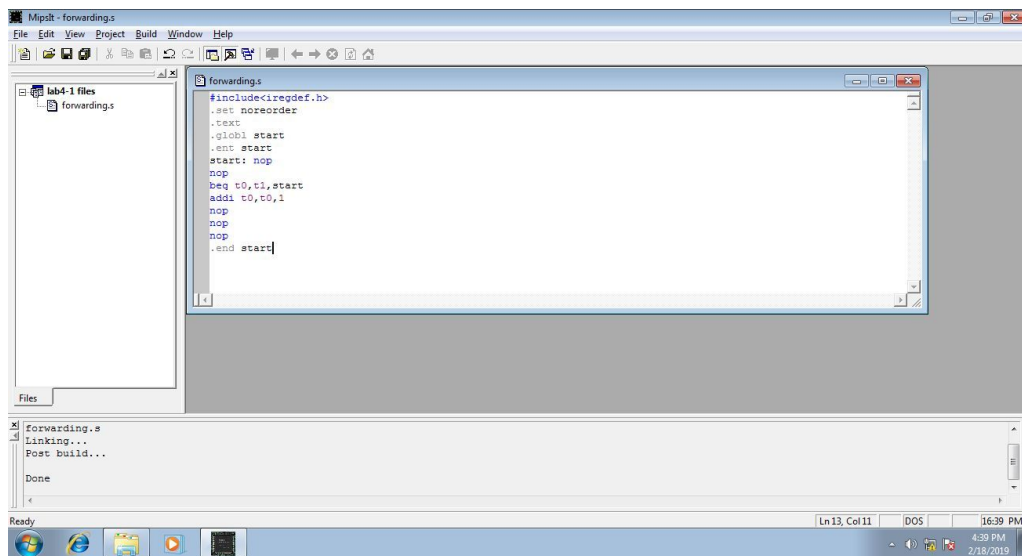 MipsIt - forwarding.s
File Edit View Project Build Window Help
lab4-1 files
forwarding.s
forwarding.s
#include<iregdef.h>
.set noreorder
.text
.globl start
.ent start
start: nop
nop
beq t0,t1,start
addi t0,t0,1
nop
nop
nop
.end start
Files
forwarding.s
Linking...
Post build...
Done
Ready
Ln 13, Col 11 DOS 16:39 PM
4:39 PM
2/18/2019